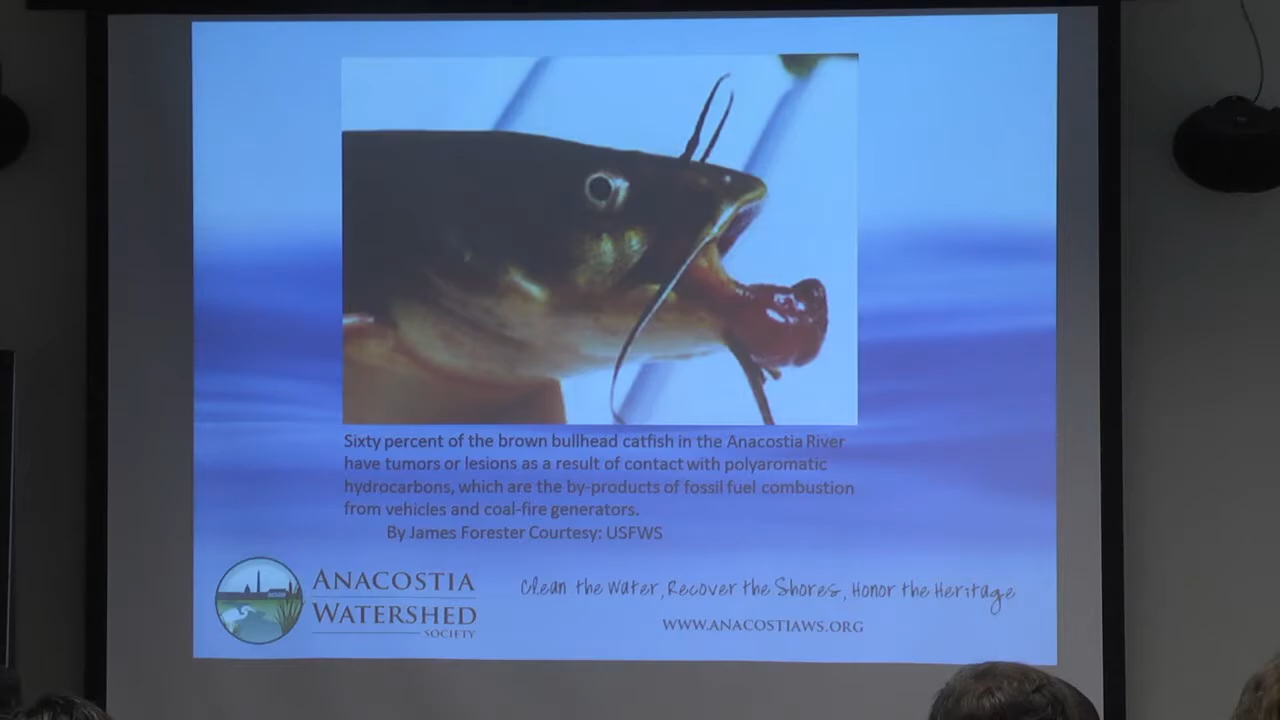 Sixty percent of the brown bullhead catfish in the Anacostia River
have tumors or lesions as a result of contact with polyaromatic
hydrocarbons, which are the by-products of fossil fuel combustion
from vehicles and coal-fire generators.
By James Forester Courtesy: USFWS
ANACOSTIA
WATERSHED
SOCIETY
Clean the Water, Recover the Shores, Honor the Heritage
WWW.ANACOSTIAWS.ORG